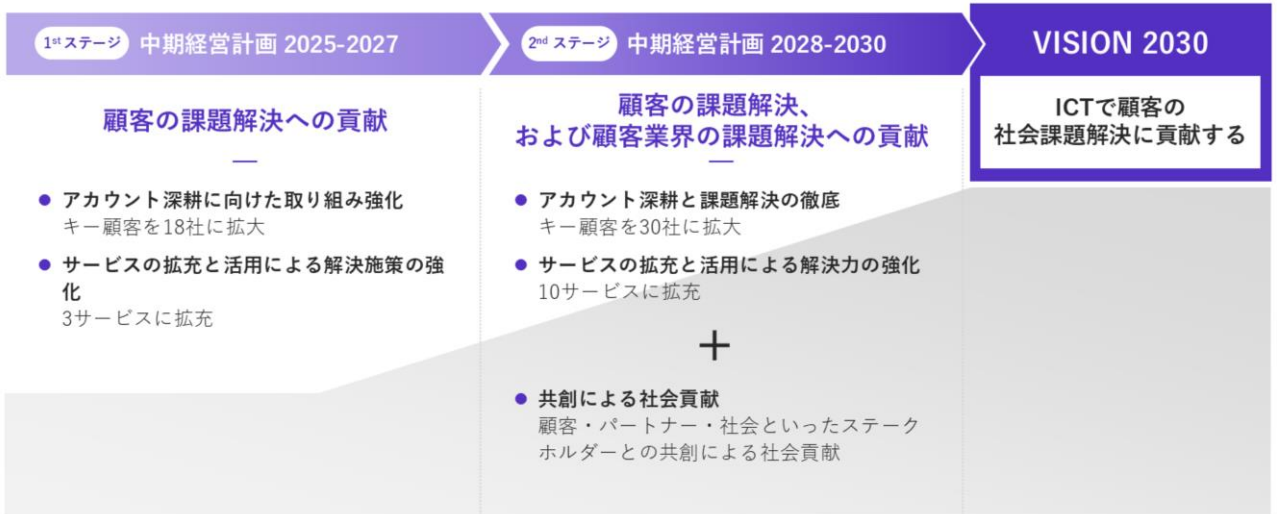 1stステージ 中期経営計画 2025-2027
顧客の課題解決への貢献
アカウント深耕に向けた取り組み強化
キー顧客を18社に拡大
サービスの拡充と活用による解決施策の強
化
3サービスに拡充
2nd ステージ 中期経営計画 2028-2030
顧客の課題解決、
および顧客業界の課題解決への貢献
アカウント深耕と課題解決の徹底
キー顧客を30社に拡大
サービスの拡充と活用による解決力の強化
10サービスに拡充
+
共創による社会貢献
顧客・パートナー・社会といったステーク
ホルダーとの共創による社会貢献
VISION 2030
ICTで顧客の
社会課題解決に貢献する